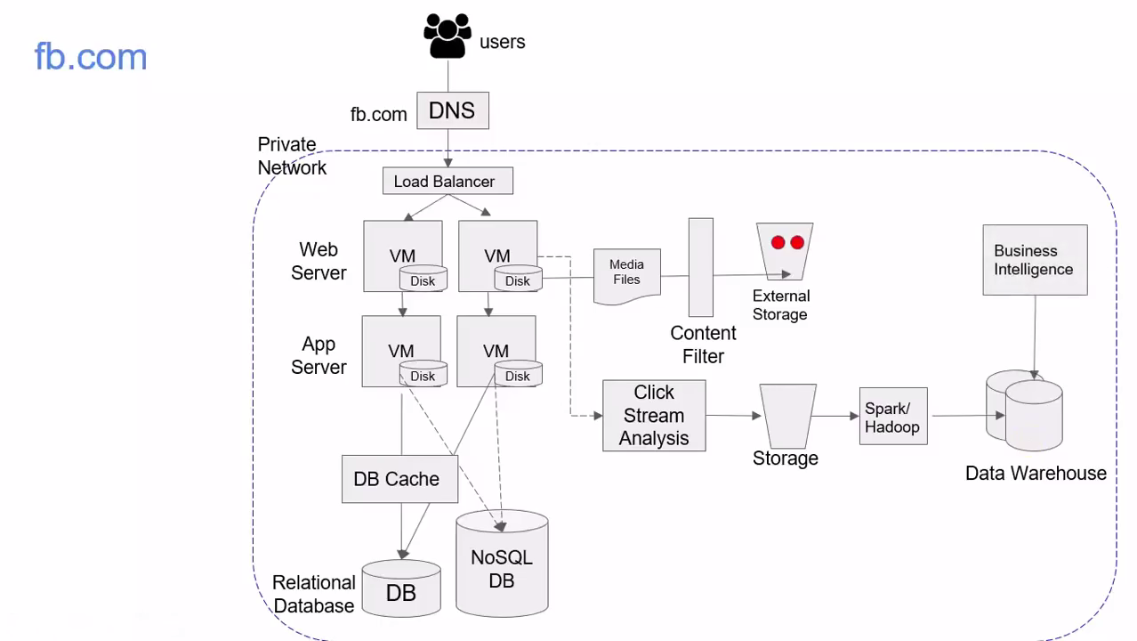 fb.com
users
fb.com
DNS
Private
Network
Load Balancer
Web
Server
VM
Disk
VM
Disk
Media
Files
Content
Filter
External
Storage
Business
Intelligence
App
Server
VM
Disk
VM
Disk
Click
Stream
Analysis
Storage
Spark/
Hadoop
Data Warehouse
DB Cache
NoSQL
DB
Relational
Database
DB